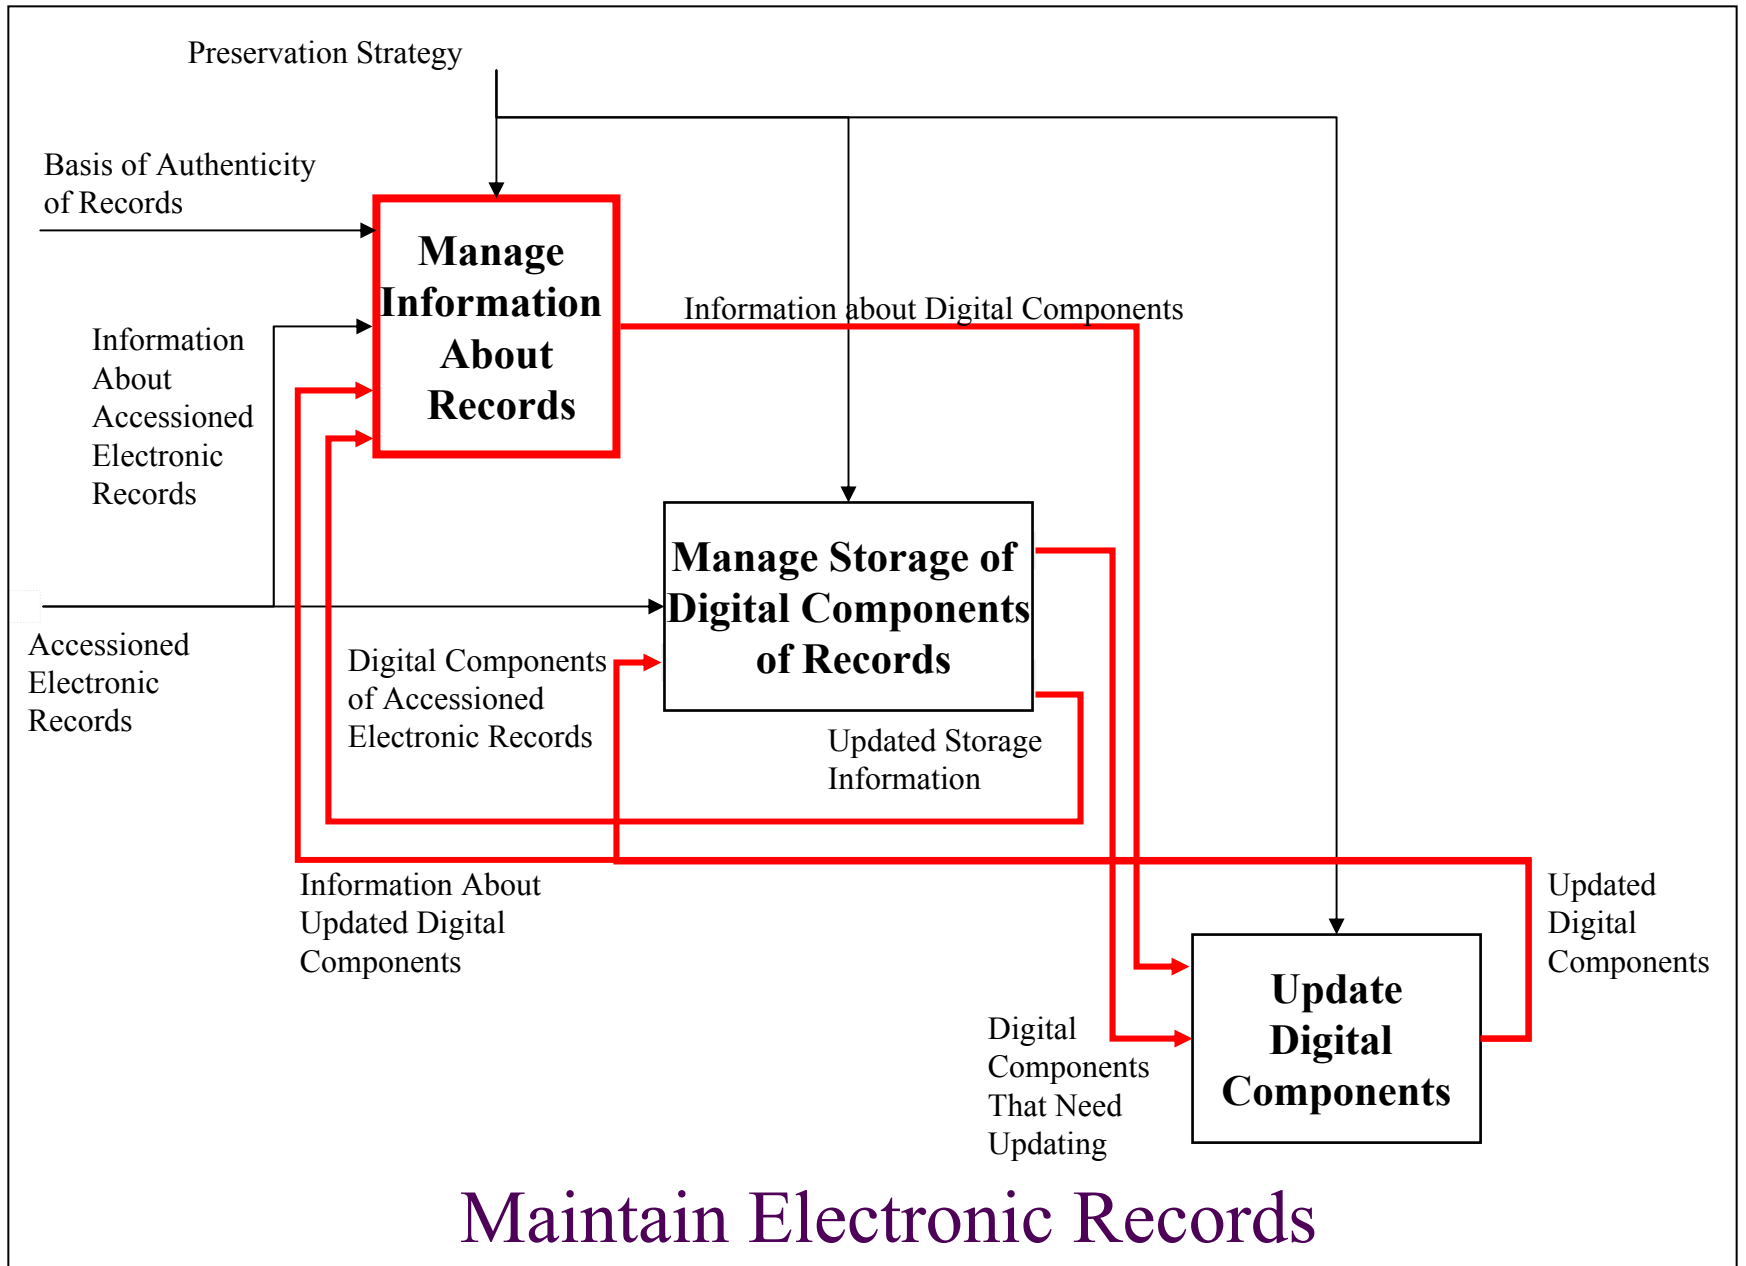 Preservation Strategy
Basis of Authenticity
of Records
Manage
Information
About
Records
Information about Digital Components
Information
About
Accessioned
Electronic
Records
Manage Storage of
Digital Components
of Records
Accessioned
Electronic
Records
Digital Components
of Accessioned
Electronic Records
Updated Storage
Information
Information About
Updated Digital
Components
Updated
Digital
Components
Update
Digital
Components
Digital
Components
That Need
Updating
Maintain Electronic Records